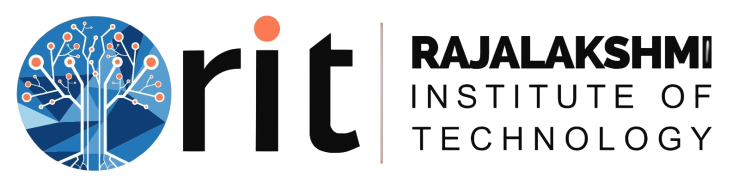 rit
RAJALAKSHMI
INSTITUTE OF
TECHNOLOGY